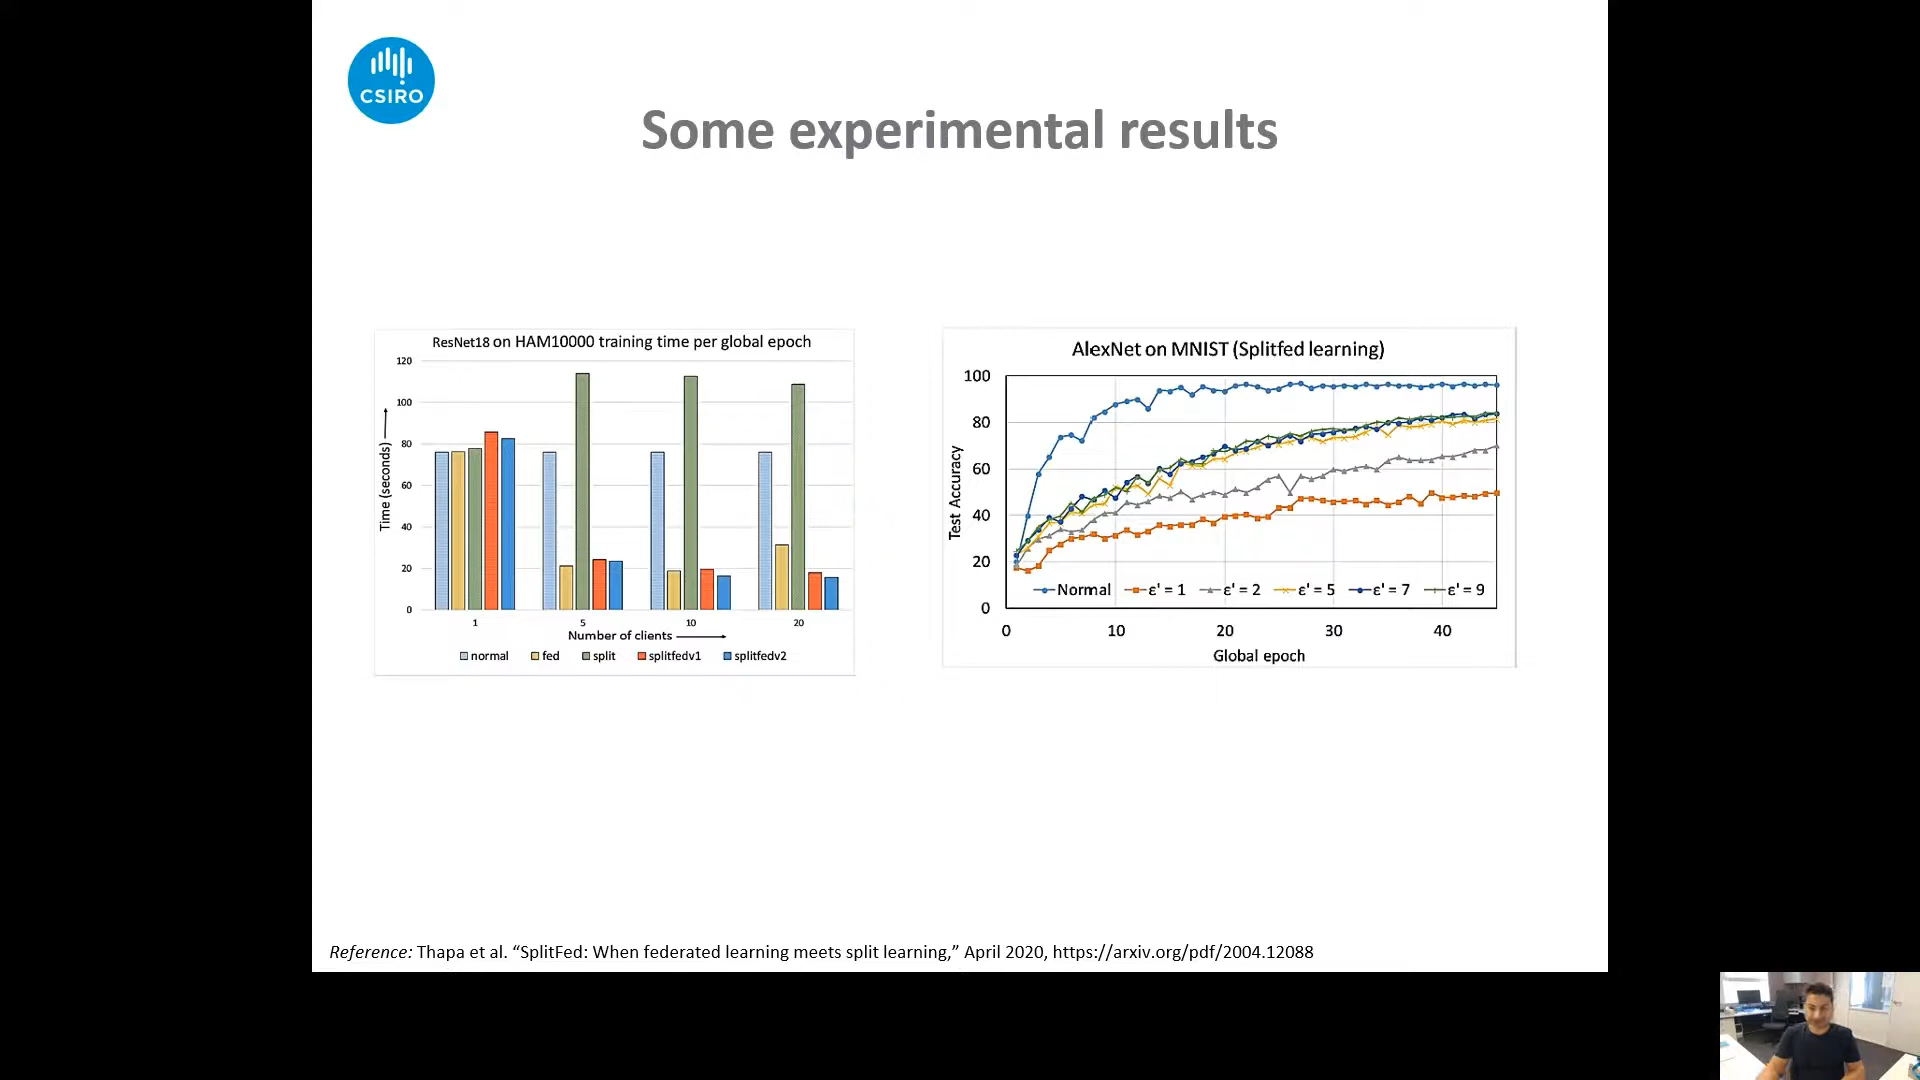 CSIRO
Some experimental results
ResNet18 on HAM10000 training time per global epoch
120
100
80
60
40
20
0
Time (seconds)
1 5 10 20
Number of clients
normal fed split splitfedv1 splitfedv2
AlexNet on MNIST (Splitfed learning)
100
80
60
40
20
0
Test Accuracy
Normal ε' = 1 ε' = 2 ε' = 5 ε' = 7 ε' = 9
0 10 20 30 40
Global epoch
Reference: Thapa et al. “SplitFed: When federated learning meets split learning,” April 2020, https://arxiv.org/pdf/2004.12088